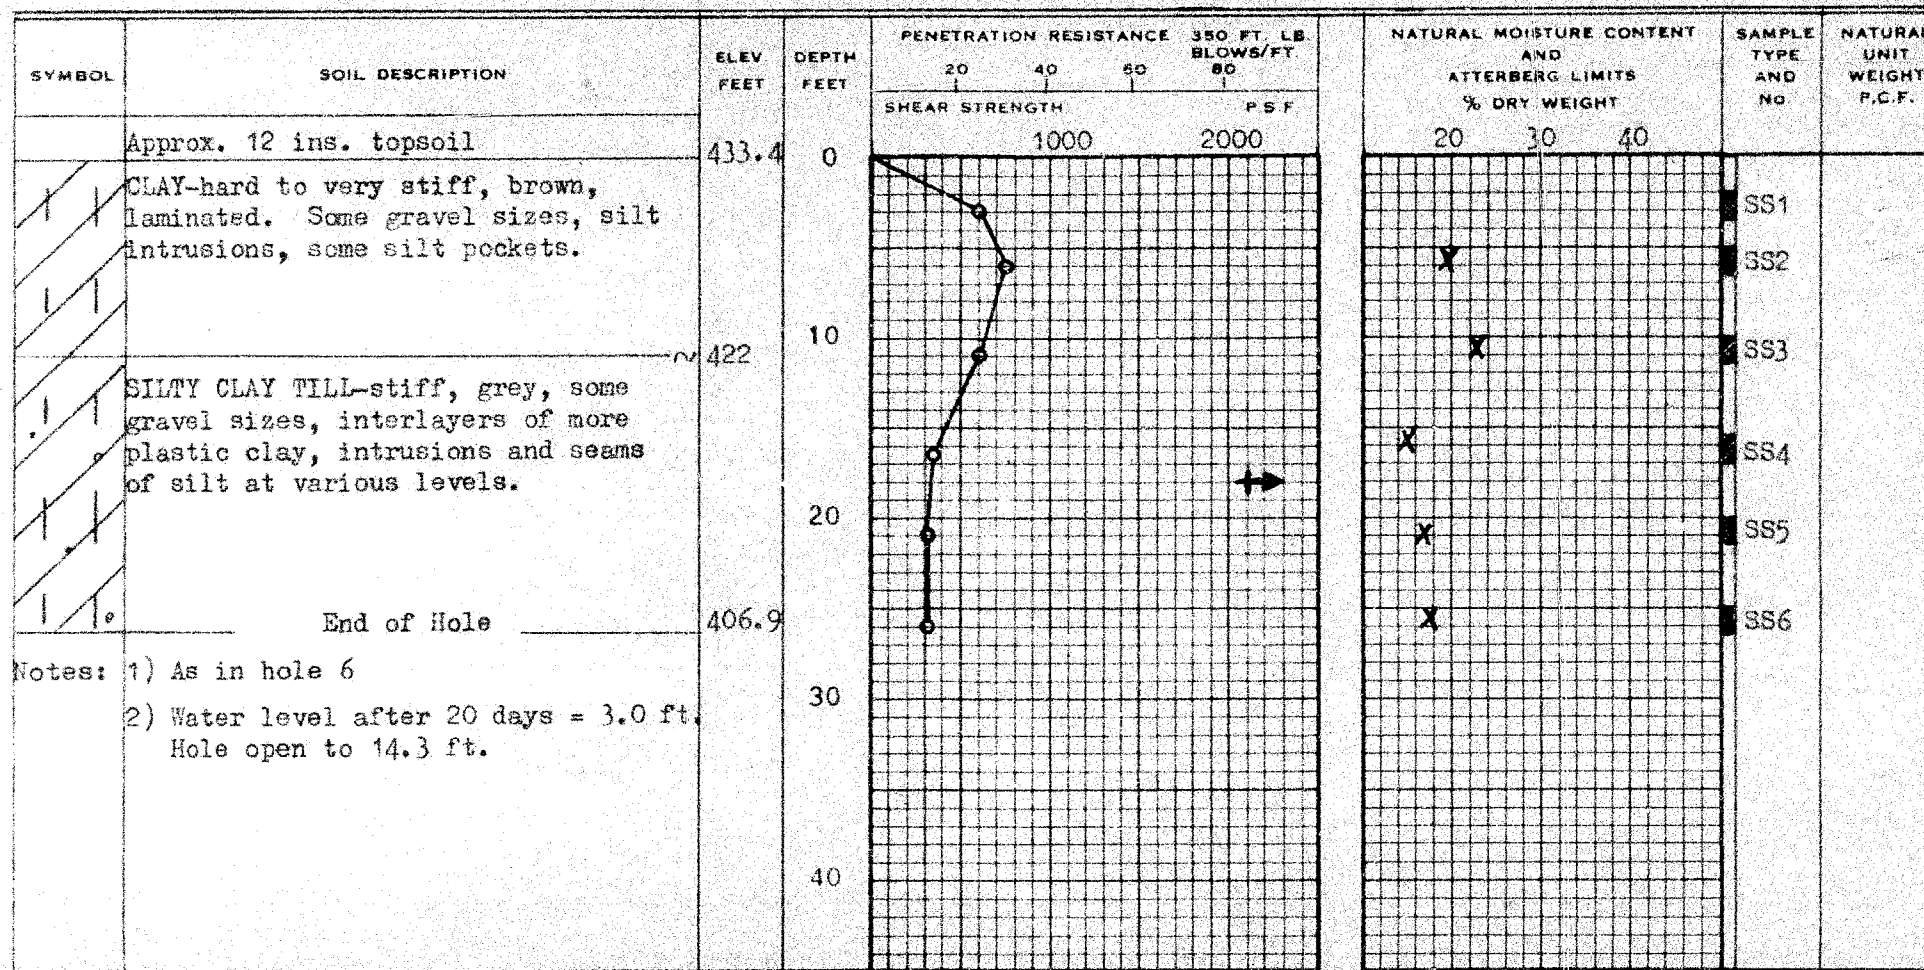 SYMBOL
SOIL DESCRIPTION
ELEV
FEET
DEPTH
FEET
PENETRATION RESISTANCE 350 FT. LB.
BLOWS/FT.
20 40 60 80
SHEAR STRENGTH P S F
1000 2000
NATURAL MOISTURE CONTENT
AND
ATTERBERG LIMITS
% DRY WEIGHT
20 30 40
SAMPLE
TYPE
AND
No
NATURAL
UNIT
WEIGHT
P.C.F.
Approx. 12 ins. topsoil
433.4
0
CLAY-hard to very stiff, brown,
laminated. Some gravel sizes, silt
intrusions, some silt pockets.
SS1
SS2
10
~ 422
SS3
SILTY CLAY TILL-stiff, grey, some
gravel sizes, interlayers of more
plastic clay, intrusions and seams
of silt at various levels.
SS4
20
SS5
End of Hole
406.9
SS6
Notes: 1) As in hole 6
2) Water level after 20 days = 3.0 ft.
Hole open to 14.3 ft.
30
40